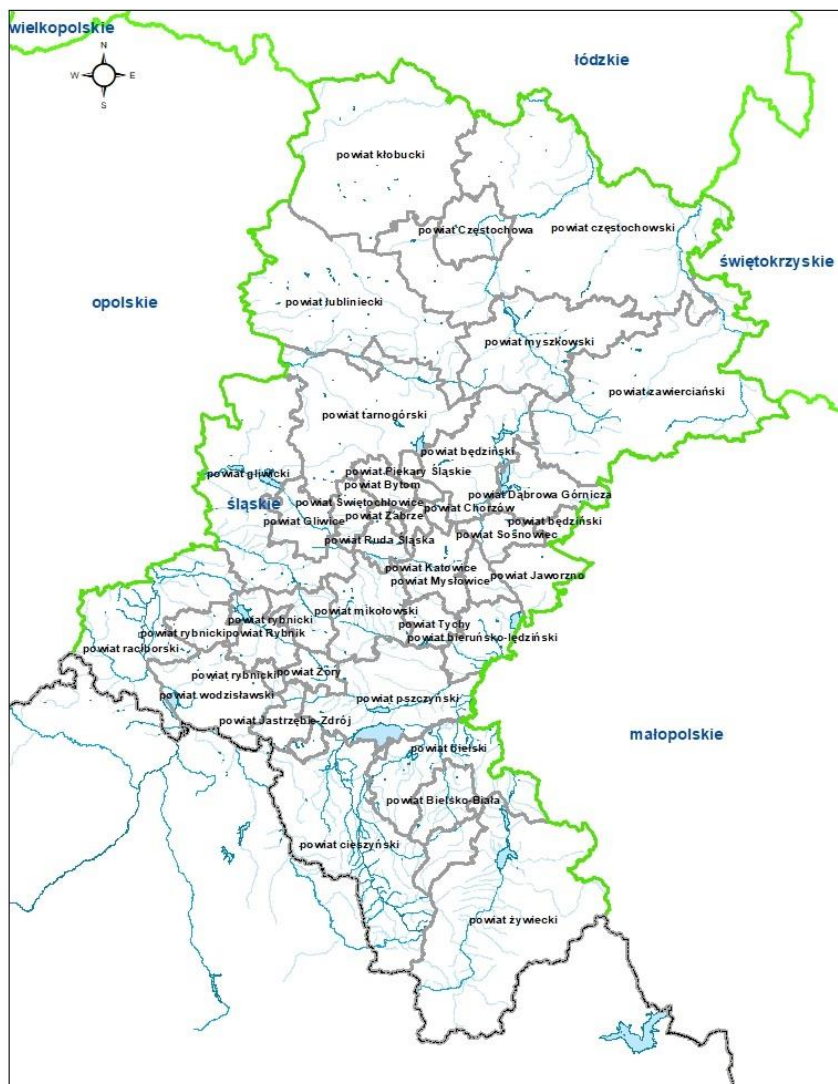 wielkopolskie
łódzkie
N
W E
S
powiat kłobucki
powiat Częstochowa
powiat częstochowski
świętokrzyskie
opolskie
powiat lubliniecki
powiat myszkowski
powiat zawierciański
powiat tarnogórski
powiat będziński
powiat gliwicki
powiat Piekary Śląskie
powiat Bytom
powiat Dąbrowa Górnicza
śląskie
powiat Świętochłowice
powiat Chorzów
powiat Gliwice
powiat Zabrze
powiat będziński
powiat Ruda Śląska
powiat Sosnowiec
powiat Katowice
powiat Mysłowice
powiat Jaworzno
powiat mikołowski
powiat rybnicki
powiat Tychy
powiat rybnicki
powiat Rybnik
powiat bieruńsko-lędziński
powiat raciborski
powiat rybnicki
powiat Żory
powiat wodzisławski
powiat pszczyński
powiat Jastrzębie-Zdrój
małopolskie
powiat bielski
powiat Bielsko-Biała
powiat cieszyński
powiat żywiecki